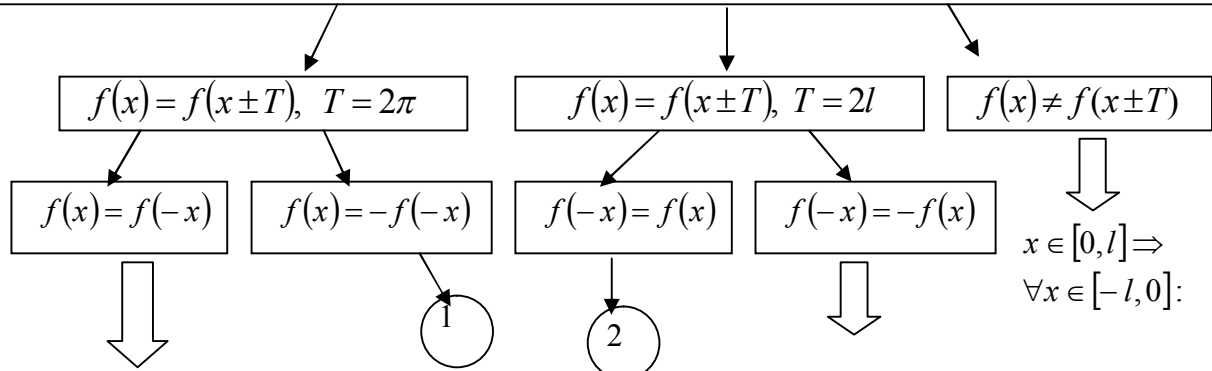 f(x) = f(x ± T), T = 2π
f(x) = f(x ± T), T = 2l
f(x) ≠ f(x ± T)
f(x) = f(−x)
f(x) = −f(−x)
f(−x) = f(x)
f(−x) = −f(x)
x ∈ [0, l] ⇒
∀x ∈ [−l, 0]:
1
2